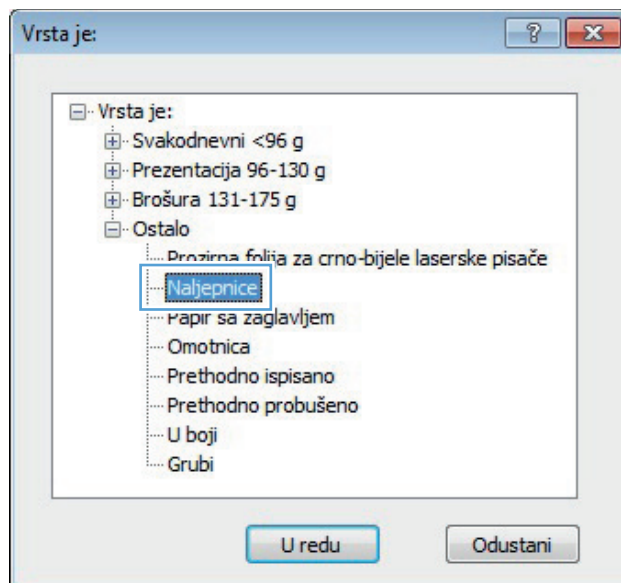 Vrsta je:
Vrsta je:
Svakodnevni <96 g
Prezentacija 96-130 g
Brošura 131-175 g
Ostalo
Prozirna folija za crno-bijele laserske pisače
Naljepnice
Papir sa zaglavljem
Omotnica
Prethodno ispisano
Prethodno probušeno
U boji
Grubi
U redu Odustani